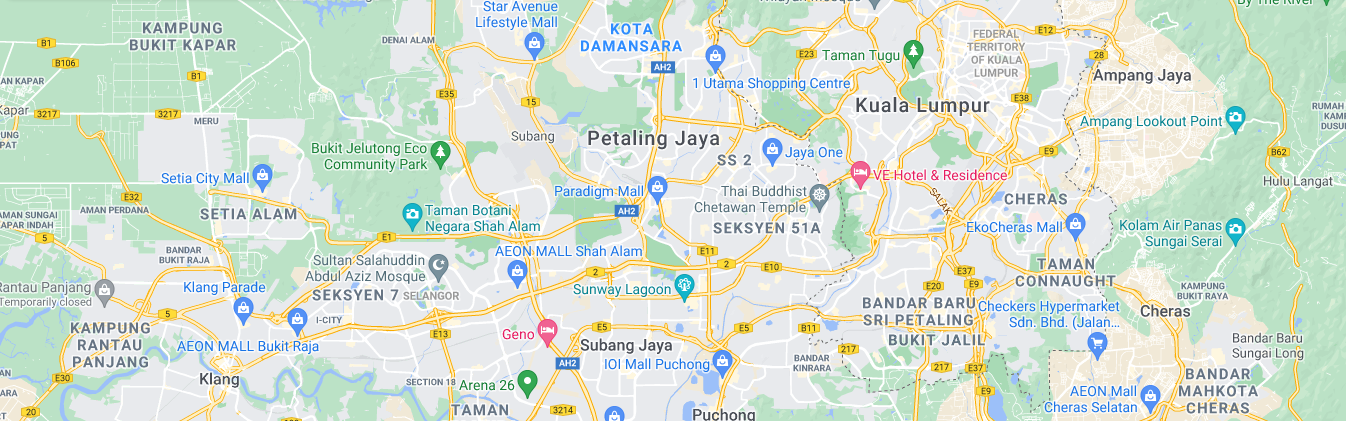 Star Avenue
Lifestyle Mall
KAMPUNG
BUKIT KAPAR
DENAI ALAM
KOTA
DAMANSARA
E12
FEDERAL
TERRITORY
OF KUALA
LUMPUR
By The River
B1
B106
B1
AH2
E23
Taman Tugu
28
Ampang Jaya
1 Utama Shopping Centre
AN KAPAR
Kapar
3217
3217
MERU
E35
15
Subang
Petaling Jaya
Kuala Lumpur
E38
Ampang Lookout Point
RUMAH
KAMP
DUSU
B62
Bukit Jelutong Eco
Community Park
SS 2
Jaya One
E9
Setia City Mall
Paradigm Mall
Thai Buddhist
Chetawan Temple
VE Hotel & Residence
Hulu Langat
AMAN SUNGAI
KAPAR INDAH
AMAN PERDANA
SETIA ALAM
Taman Botani
Negara Shah Alam
AH2
SEKSYEN 51A
SALAK
CHERAS
EkoCheras Mall
Kolam Air Panas
Sungai Serai
5
E1
BANDAR
BUKIT RAJA
AEON MALL Shah Alam
E11
2
2
E10
E37
E9
Sultan Salahuddin
Abdul Aziz Mosque
SEKSYEN 7
SELANGOR
Sunway Lagoon
TAMAN
CONNAUGHT
E20
Rantau Panjang
Temporarily closed
Klang Parade
5
I-CITY
KAMPUNG
BUKIT RAYA
BANDAR BARU
SRI PETALING
BUKIT JALIL
Checkers Hypermarket
Sdn. Bhd. (Jalan...
Cheras
KAMPUNG
RANTAU
PANJANG
AEON MALL Bukit Raja
E13
Geno
E5
E5
B11
Subang Jaya
IOI Mall Puchong
217
217
BANDAR
KINRARA
Bandar Baru
Sungai Long
Klang
E30
SECTION 18
AH2
Arena 26
E37
BANDAR
MAHKOTA
CHERAS
AEON Mall
Cheras Selatan
20
TAMAN
3214
Puchong